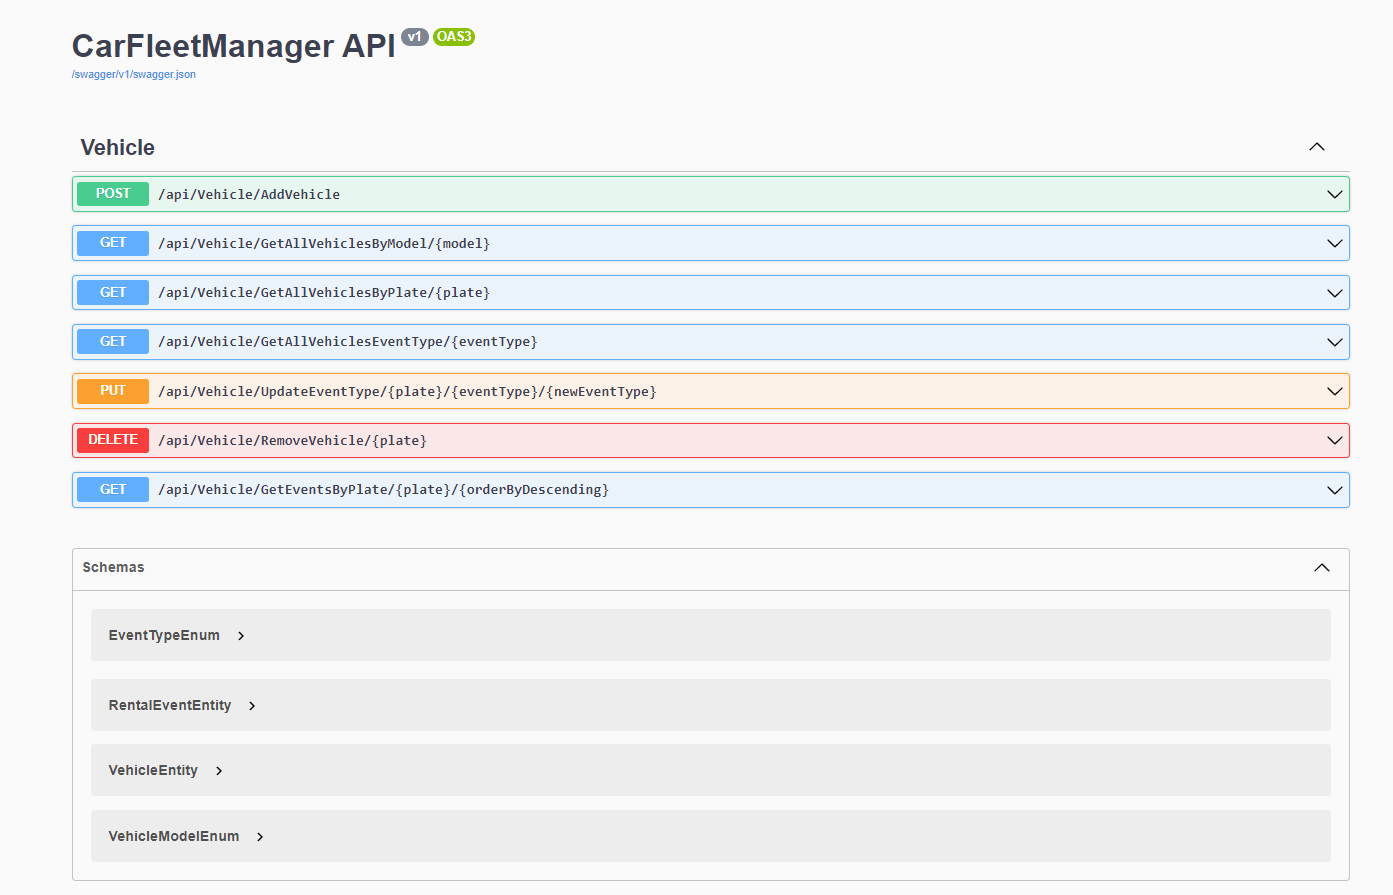 CarFleetManager API v1 OAS3
/swagger/v1/swagger.json
Vehicle
POST /api/Vehicle/AddVehicle
GET /api/Vehicle/GetAllVehiclesByModel/{model}
GET /api/Vehicle/GetAllVehiclesByPlate/{plate}
GET /api/Vehicle/GetAllVehiclesEventType/{eventType}
PUT /api/Vehicle/UpdateEventType/{plate}/{eventType}/{newEventType}
DELETE /api/Vehicle/RemoveVehicle/{plate}
GET /api/Vehicle/GetEventsByPlate/{plate}/{orderByDescending}
Schemas
EventTypeEnum
RentalEventEntity
VehicleEntity
VehicleModelEnum